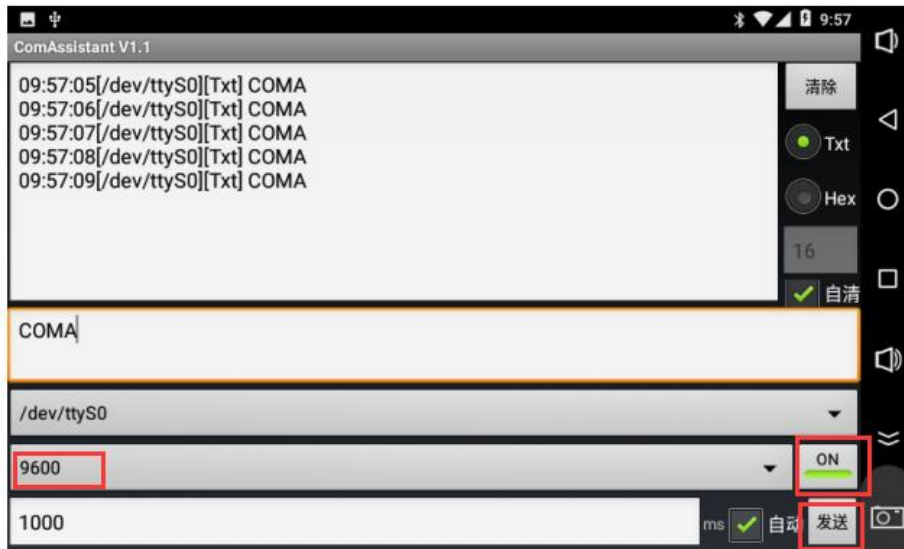 9:57
ComAssistant V1.1
09:57:05[/dev/ttyS0][Txt] COMA
09:57:06[/dev/ttyS0][Txt] COMA
09:57:07[/dev/ttyS0][Txt] COMA
09:57:08[/dev/ttyS0][Txt] COMA
09:57:09[/dev/ttyS0][Txt] COMA
清除
Txt
Hex
16
自清
COMA
/dev/ttyS0
9600
ON
1000
ms
自动
发送